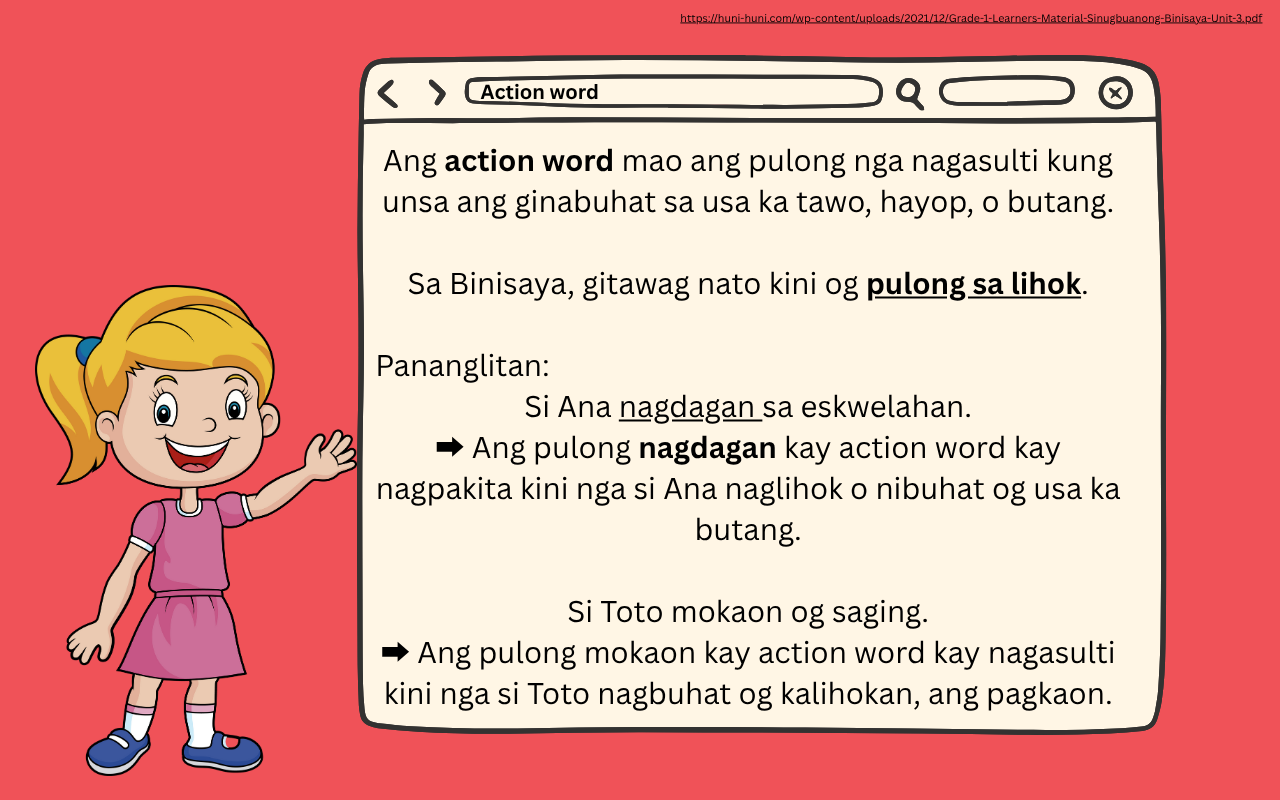 https://huni-huni.com/wp-content/uploads/2021/12/Grade-1-Learners-Material-Sinugbuanong-Binisaya-Unit-3.pdf
Action word
Ang action word mao ang pulong nga nagasulti kung
unsa ang ginabuhat sa usa ka tawo, hayop, o butang.
Sa Binisaya, gitawag nato kini og pulong sa lihok.
Pananglitan:
Si Ana nagdagan sa eskwelahan.
➡ Ang pulong nagdagan kay action word kay
nagpakita kini nga si Ana naglihok o nibuhat og usa ka
butang.
Si Toto mokaon og saging.
➡ Ang pulong mokaon kay action word kay nagasulti
kini nga si Toto nagbuhat og kalihokan, ang pagkaon.